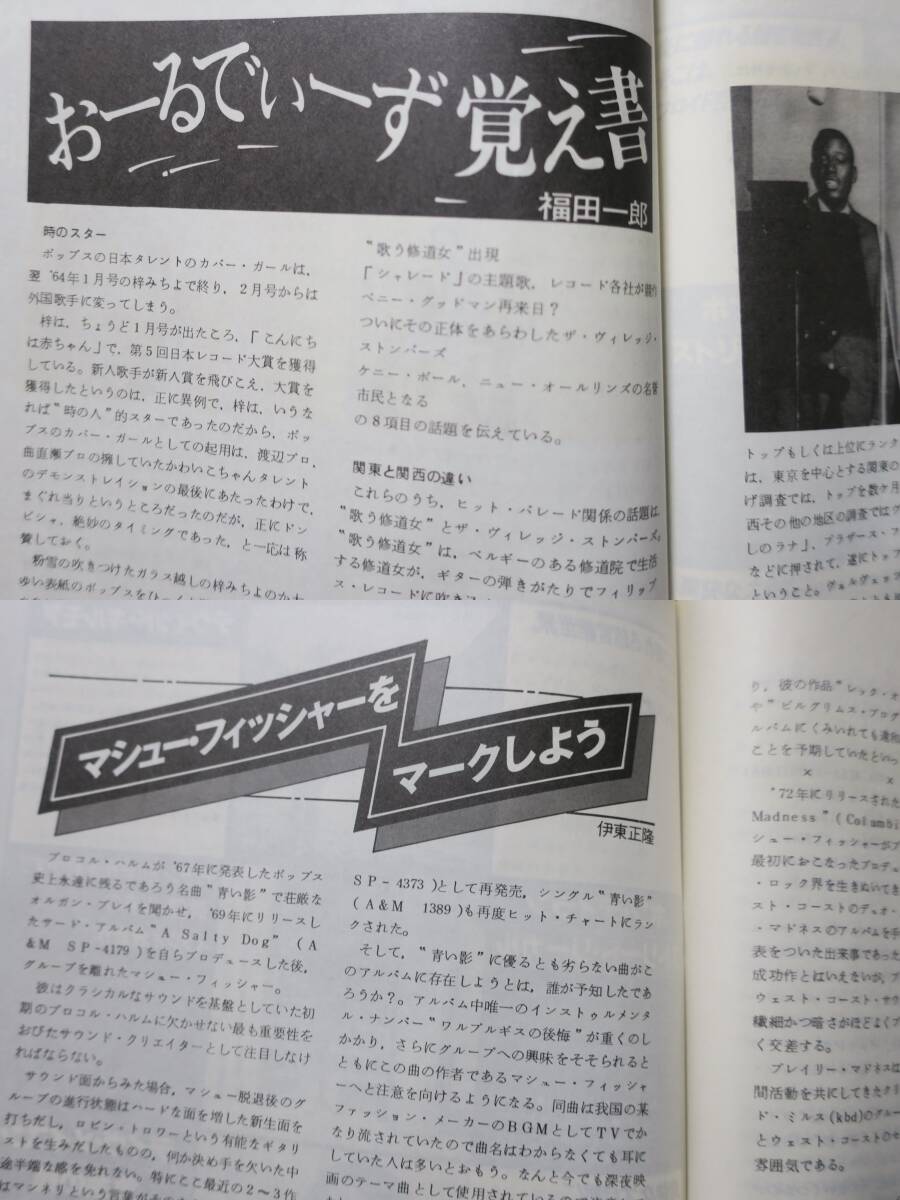 おーるでぃーず覚え書
福田一郎
時のスター
ポップスの日本タレントのカバー・ガールは、
翌'64年1月号の梓みちよで終り、2月号からは
外国歌手に変ってしまう。
梓は、ちょうど1月号が出たころ、「こんにち
は赤ちゃん」で、第5回日本レコード大賞を獲得
している。新人歌手が新人賞を飛びこえ、大賞を
獲得したというのは、正に異例で、梓は、いうな
れば“時の人”的スターであったのだから、ポッ
プスのカバー・ガールとしての起用は、渡辺プロ、
曲直瀬プロの擁していたかわいこちゃんタレント
のデモンストレイションの最後にあたったわけで、
まぐれ当りというところだったのだが、正にドン
ピシャ、絶妙のタイミングであった、と一応は称
賛しておく。
粉雪の吹きつけたガラス越しの梓みちよの
ゆい表紙のポップスを
“歌う修道女”出現
「シャレード」の主題歌、レコード各社が競り
ベニー・グッドマン再来日？
ついにその正体をあらわしたザ・ヴィレッジ・
ストンパーズ
ケニー・ボール、ニュー・オールリンズの名誉
市民となる
の8項目の話題を伝えている。
関東と関西の違い
これらのうち、ヒット・パレード関係の話題は
“歌う修道女”とザ・ヴィレッジ・ストンパーズ。
“歌う修道女”は、ベルギーのある修道院で生活
する修道女が、ギターの弾きがたりでフィリップ
ス・レコードに吹き
トップもしくは上位にランク
は、東京を中心とする関東の
げ調査では、トップを数ケ月
西その他の地区の調査では
しのラナ」、ブラザース・フ
などに押されて、遂にトップ
ということ。ヴェルヴェッ
マシュー・フィッシャーを
マークしよう
伊東正隆
プロコル・ハルムが'67年に発表したポップス
史上永遠に残るであろう名曲“青い影”で荘厳な
オルガン・プレイを聞かせ、'69年にリリースし
たサード・アルバム“A Salty Dog”(A
&M SP-4179)を自らプロデュースした後、
グループを離れたマシュー・フィッシャー。
彼はクラシカルなサウンドを基盤としていた初
期のプロコル・ハルムに欠かせない最も重要性を
おびたサウンド・クリエイターとして注目しなけ
ればならない。
サウンド面からみた場合、マシュー脱退後のグ
ループの進行状態はハードな面を増した新生面を
打ちだし、ロビン・トロワーという有能なギタリ
ストを生みだしたものの、何か決め手を欠いた中
途半端な感を免れない。特にここ最近の2〜3作
はマンネリという言葉が
SP-4373)として再発売，シングル“青い影”
(A&M 1389)も再度ヒット・チャートにラン
クされた。
そして、“青い影”に優るとも劣らない曲がこ
のアルバムに存在しようとは、誰が予知したであ
ろうか？。アルバム中唯一のインストゥルメンタ
ル・ナンバー“ワルプルギスの後悔”が重くのし
かかり、さらにグループへの興味をそそられると
ともにこの曲の作者であるマシュー・フィッシャ
ーへと注意を向けるようになる。同曲は我国の某
ファッション・メーカーのBGMとしてTVでか
なり流されていたので曲名はわからなくても耳に
していた人は多いとおもう。なんと今でも深夜映
画のテーマ曲として使用されているので
り，彼の作品“レック・オ
や“ピルグリムス・プログ
ルバムにくみいれても違和
ことを予期していたといっ
× ×
'72年にリリースされた
Madness”(Columbi
シュー・フィッシャーがプ
最初におこなったプロデュ
・ロック界を生きぬいてき
スト・コーストのデュオ・
・マドネスのアルバムを手
表をついた出来事であった
成功作とはいえないが、ブ
ウェスト・コースト・サウ
繊細かつ暗さがほどよくブ
く交差する。
ブレイリー・マドネスは
間活動を共にしてきたクリ
ド・ミルス(kbd)のグルー
とウェスト・コーストのセ
雰囲気である。